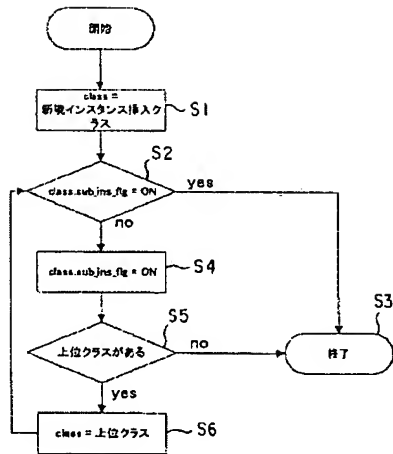 開始
class =
新規インスタンス挿入ク
ラス
S1
S2
class.sub_ins_flg = ON
yes
no
class.sub_ins_flg = ON
S4
S5
上位クラスがある
no
S3
終了
yes
class = 上位クラス
S6